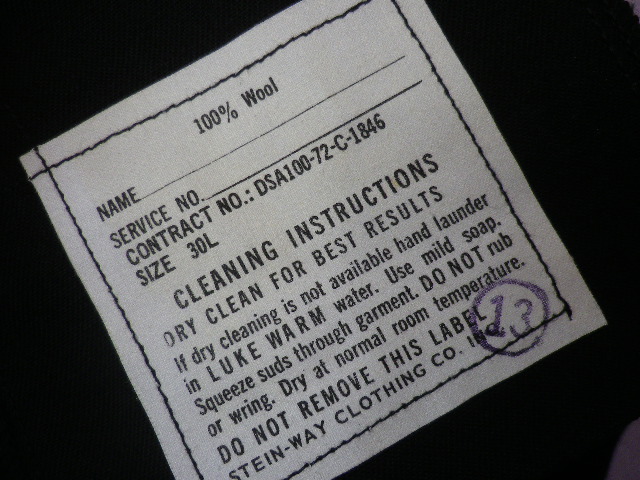 100% Wool
NAME
SERVICE NO.
CONTRACT NO.: DSA100-72-C-1846
SIZE 30L
CLEANING INSTRUCTIONS
DRY CLEAN FOR BEST RESULTS
If dry cleaning is not available hand launder
in LUKE WARM water. Use mild soap.
Squeeze suds through garment. DO NOT rub
or wring. Dry at normal room temperature.
DO NOT REMOVE THIS LABEL
STEIN-WAY CLOTHING CO.
13